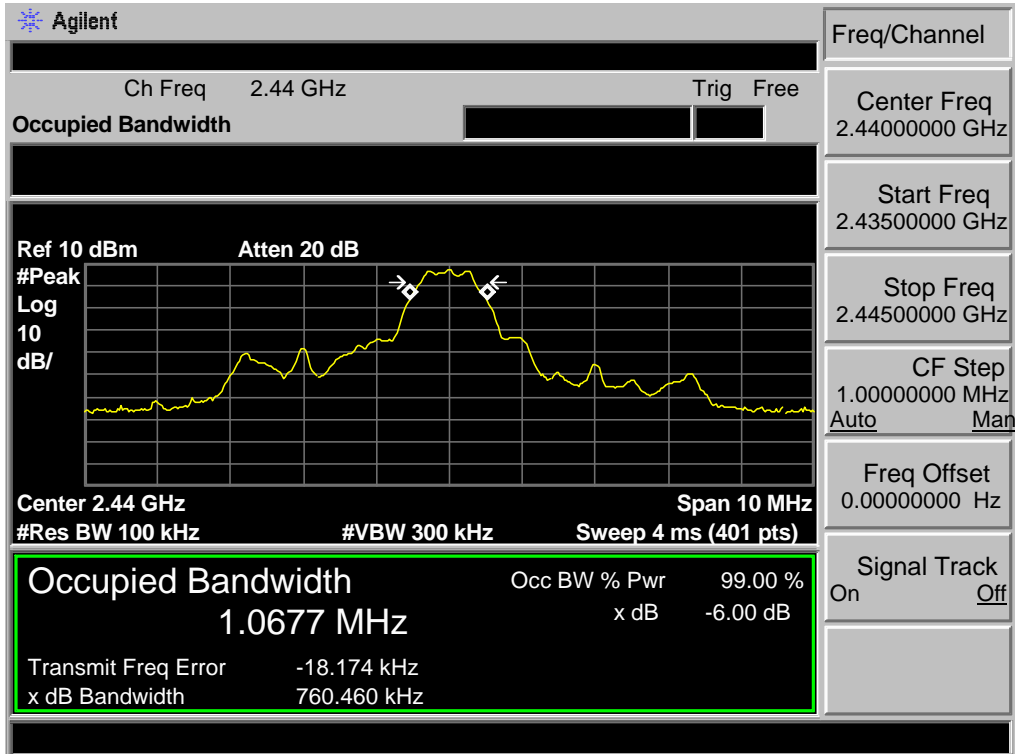 Agilent
Freq/Channel
Ch Freq 2.44 GHz Trig Free
Occupied Bandwidth
Center Freq
2.44000000 GHz
Start Freq
2.43500000 GHz
Stop Freq
2.44500000 GHz
CF Step
1.00000000 MHz
Auto Man
Freq Offset
0.00000000 Hz
Signal Track
On Off
Ref 10 dBm Atten 20 dB
#Peak
Log
10
dB/
Center 2.44 GHz Span 10 MHz
#Res BW 100 kHz #VBW 300 kHz Sweep 4 ms (401 pts)
Occupied Bandwidth Occ BW % Pwr 99.00 %
1.0677 MHz x dB -6.00 dB
Transmit Freq Error -18.174 kHz
x dB Bandwidth 760.460 kHz